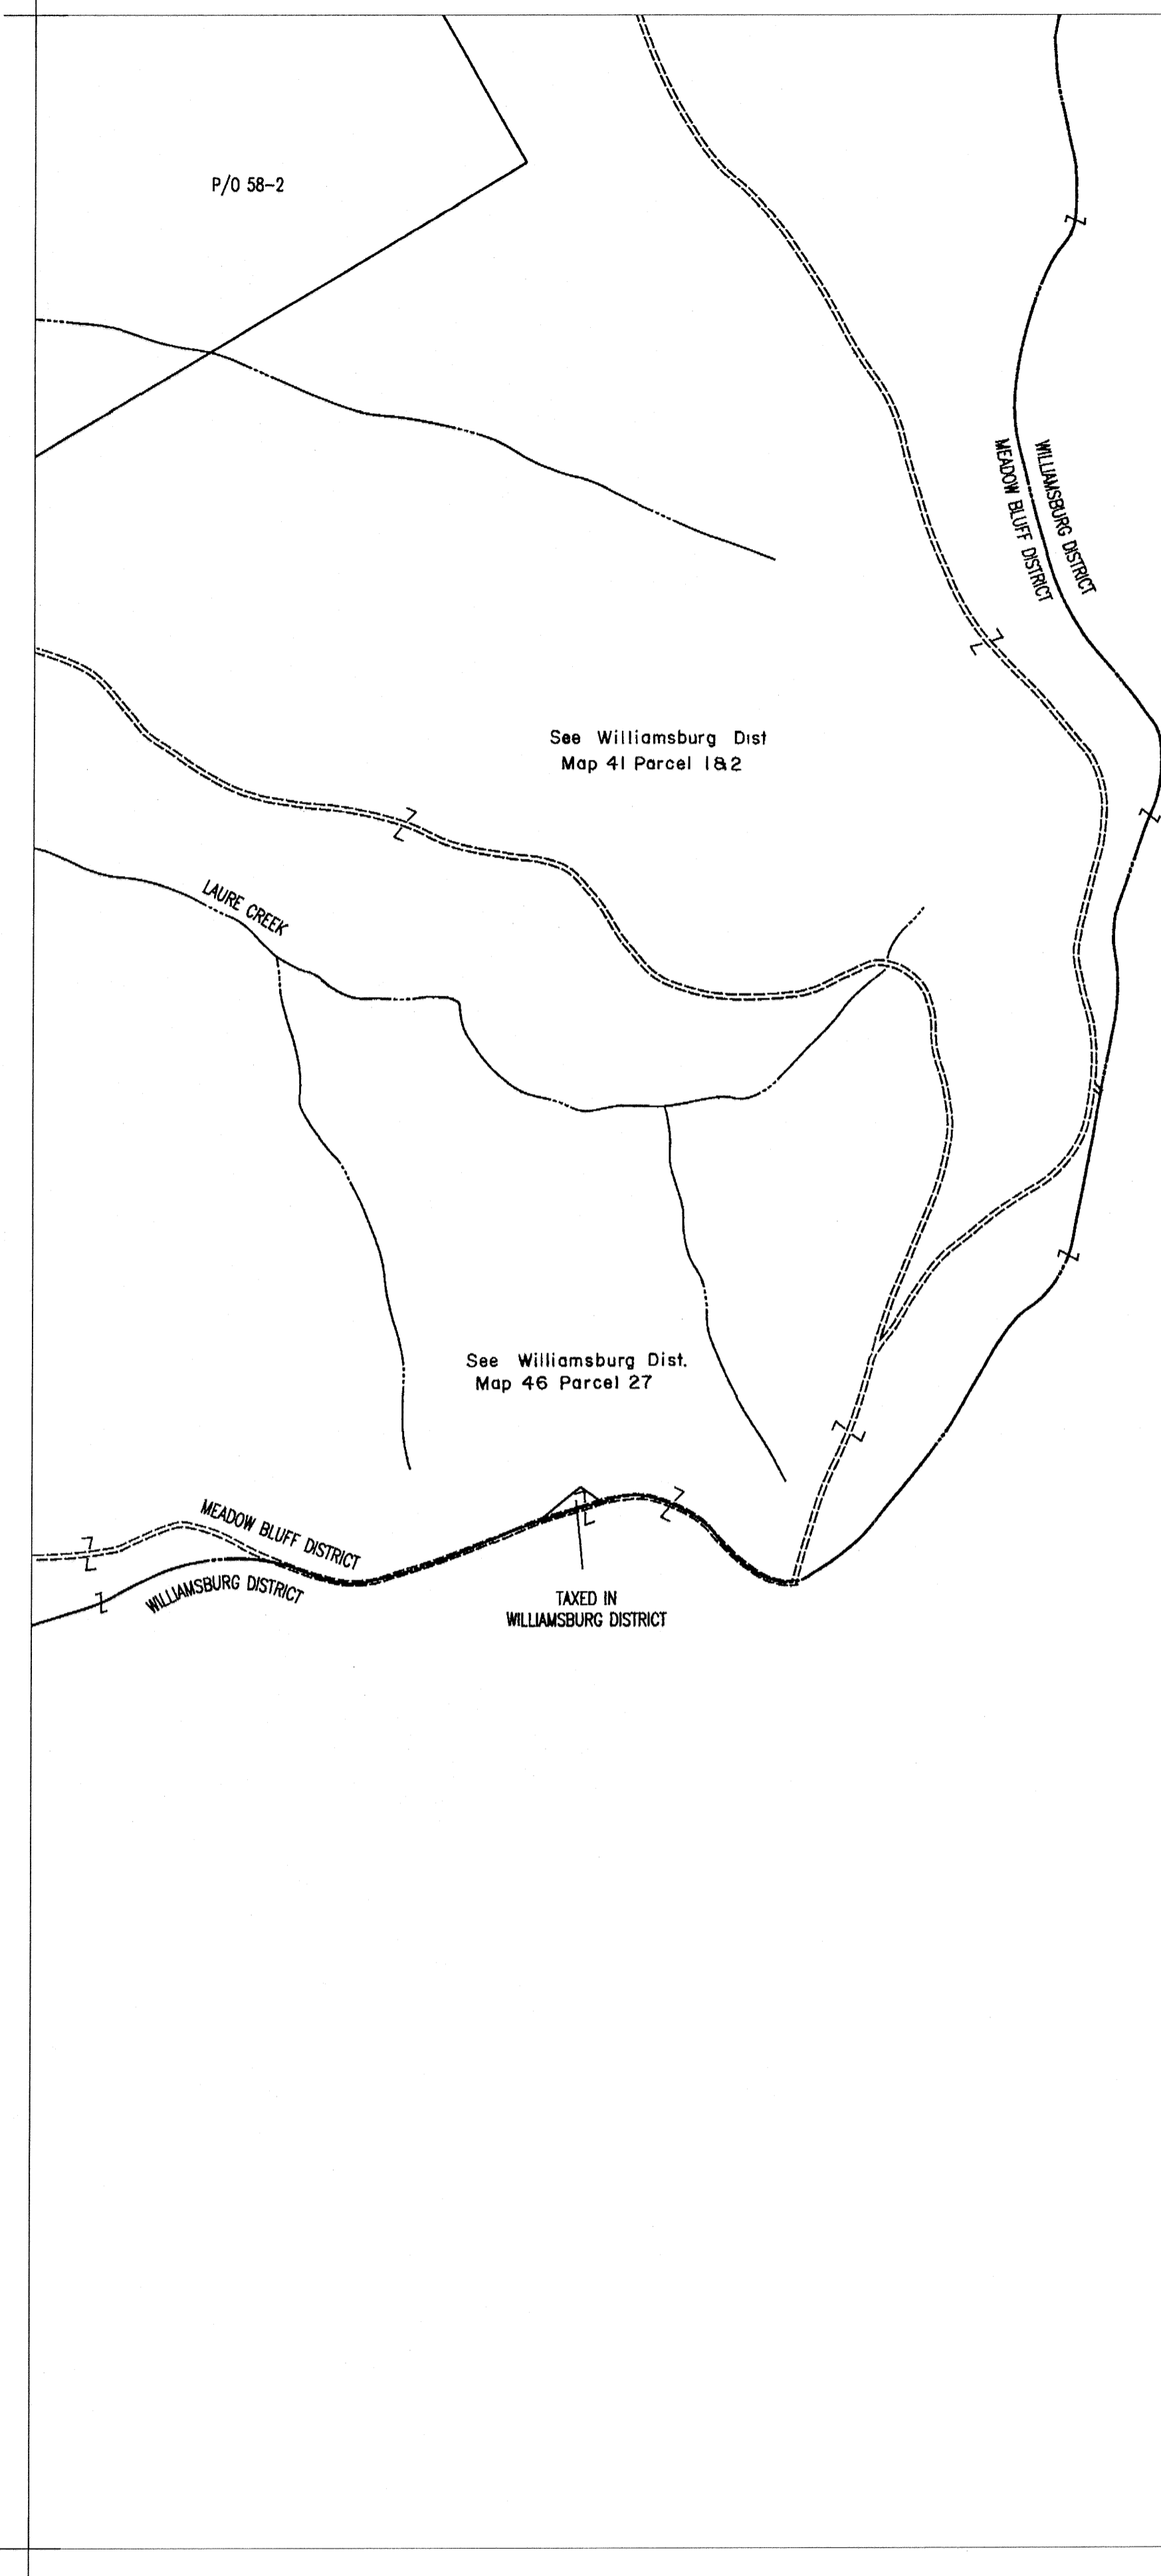 P/O 58-2
WILLIAMSBURG DISTRICT
MEADOW BLUFF DISTRICT
See Williamsburg Dist
Map 41 Parcel 1&2
LAURE CREEK
See Williamsburg Dist.
Map 46 Parcel 27
MEADOW BLUFF DISTRICT
WILLIAMSBURG DISTRICT
TAXED IN
WILLIAMSBURG DISTRICT